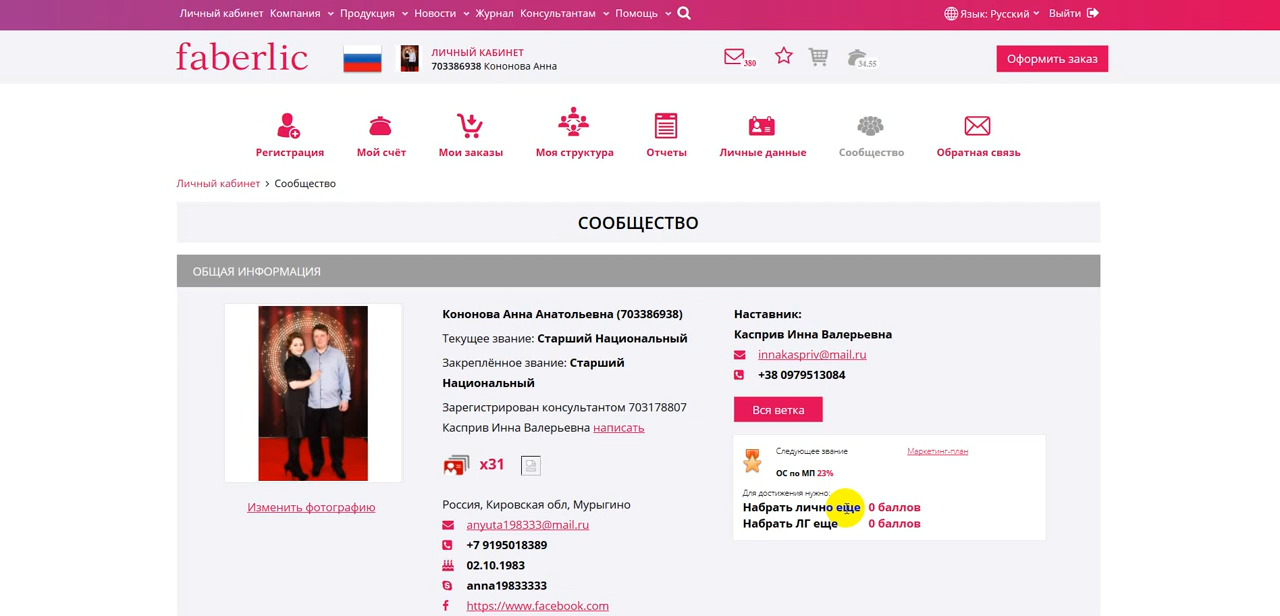 Личный кабинет Компания Продукция Новости Журнал Консультантам Помощь Язык: Русский Выйти
faberlic
ЛИЧНЫЙ КАБИНЕТ
703386938 Кононова Анна
380
34.55
Оформить заказ
Регистрация Мой счёт Мои заказы Моя структура Отчеты Личные данные Сообщество Обратная связь
Личный кабинет > Сообщество
СООБЩЕСТВО
ОБЩАЯ ИНФОРМАЦИЯ
Изменить фотографию
Кононова Анна Анатольевна (703386938)
Текущее звание: Старший Национальный
Закреплённое звание: Старший
Национальный
Зарегистрирован консультантом 703178807
Касприв Инна Валерьевна написать
x31
Россия, Кировская обл, Мурыгино
anyuta198333@mail.ru
+7 9195018389
02.10.1983
anna19833333
https://www.facebook.com
Наставник:
Касприв Инна Валерьевна
innakaspriv@mail.ru
+38 0979513084
Вся ветка
Следующее звание Маркетинг-план
ОС по МП 23%
Для достижения нужно:
Набрать лично еще 0 баллов
Набрать ЛГ еще 0 баллов